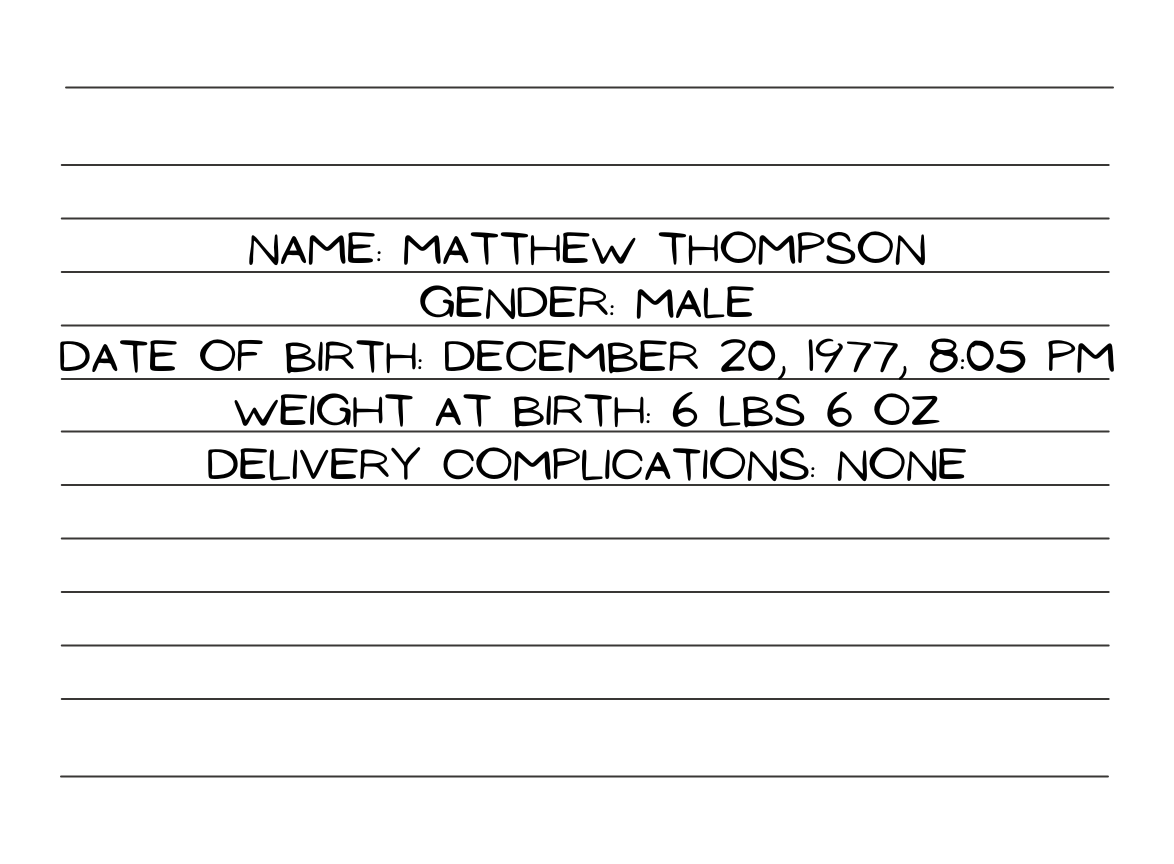 NAME: MATTHEW THOMPSON
GENDER: MALE
DATE OF BIRTH: DECEMBER 20, 1977, 8:05 PM
WEIGHT AT BIRTH: 6 LBS 6 OZ
DELIVERY COMPLICATIONS: NONE